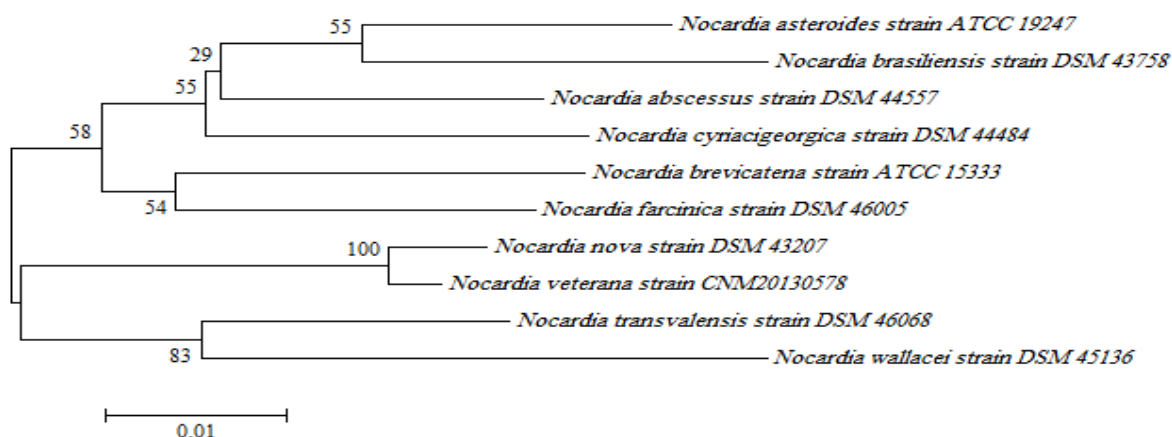 55
Nocardia asteroides strain ATCC 19247
29
Nocardia brasiliensis strain DSM 43758
55
Nocardia abscessus strain DSM 44557
58
Nocardia cyriacigeorgica strain DSM 44484
Nocardia brevicatena strain ATCC 15333
54
Nocardia farcinica strain DSM 46005
100
Nocardia nova strain DSM 43207
Nocardia veterana strain CNM20130578
Nocardia transvalensis strain DSM 46068
83
Nocardia wallacei strain DSM 45136
0.01